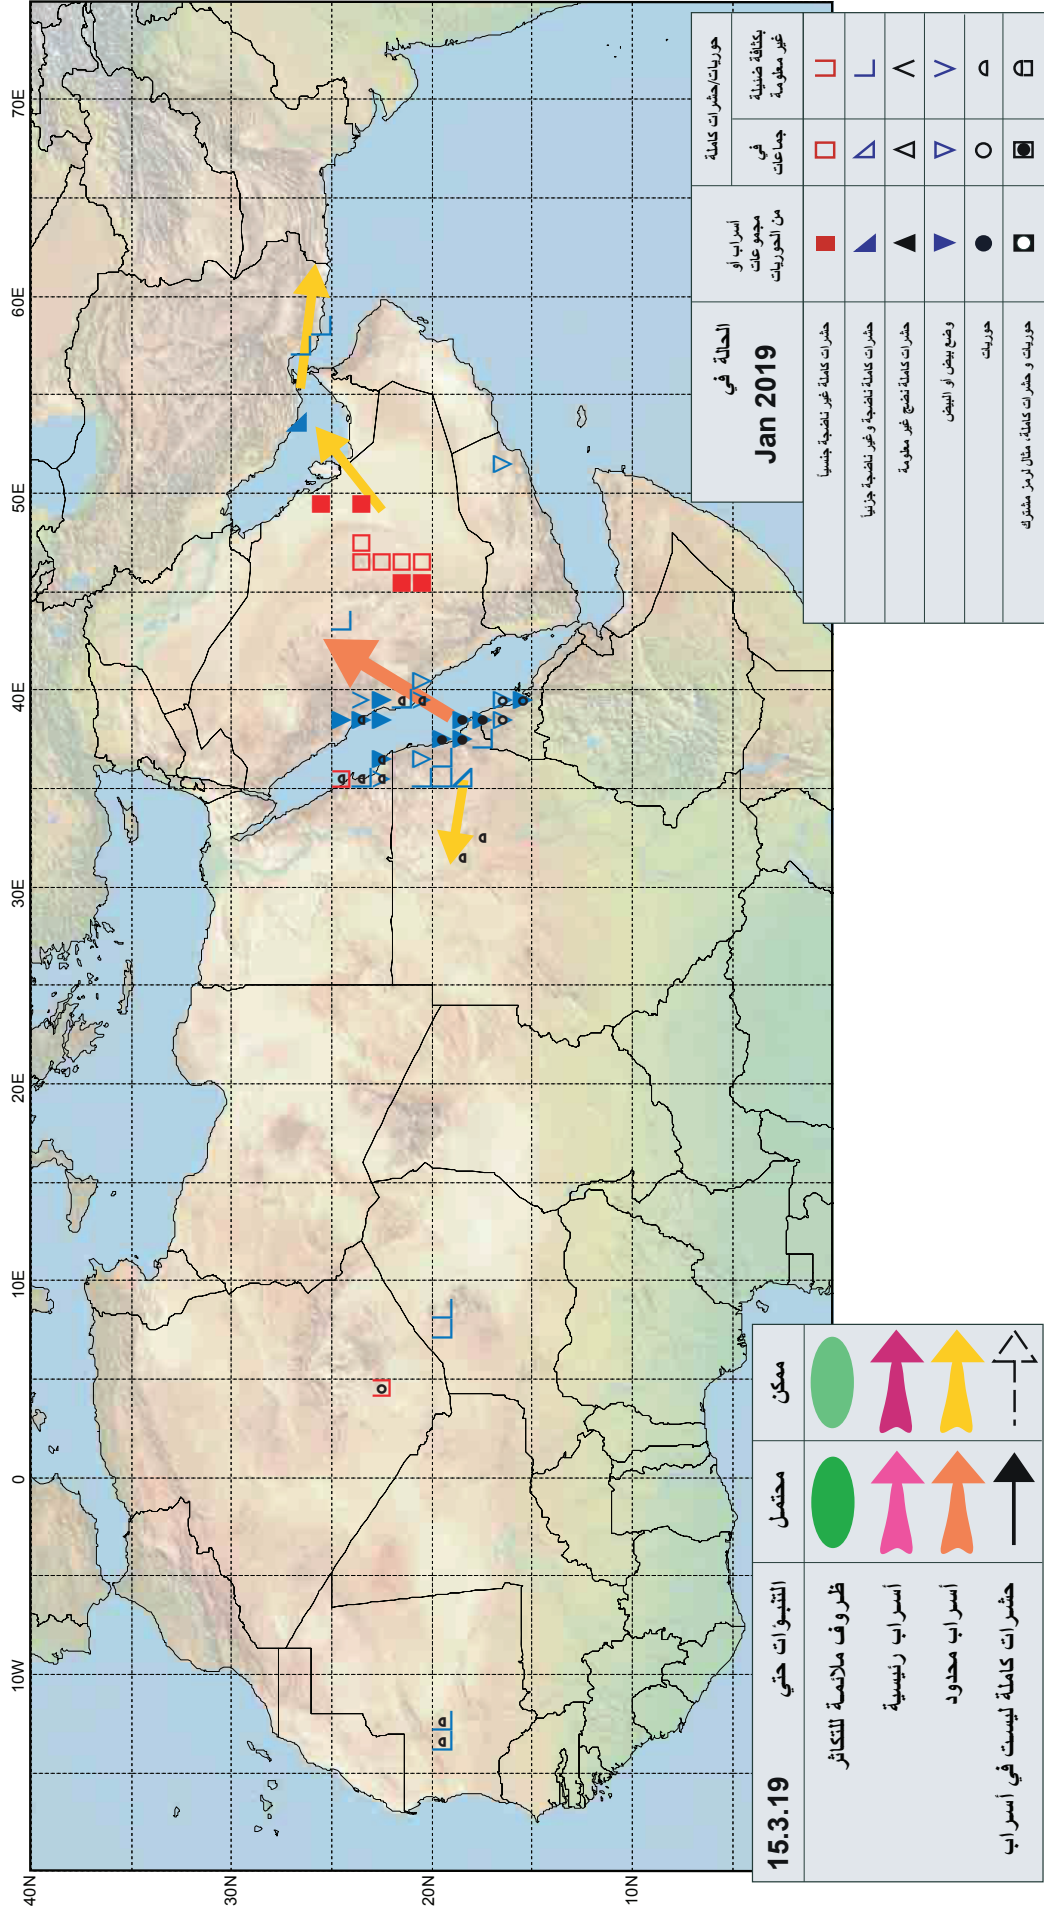 40N
30N
20N
10N
10W
0
10E
20E
30E
40E
50E
60E
70E
15.3.19
التنبؤات حتي
محتمل
ممكن
ظروف ملائمة للتكاثر
أسراب رئيسية
أسراب محدود
حشرات كاملة ليست في أسراب
الحالة في
Jan 2019
أسراب أو
مجموعات
من الحوريات
حوريات/حشرات كاملة
في
جماعات
بكثافة ضئيلة
غير معلومة
حشرات كاملة غير ناضجة جنسياً
حشرات كاملة ناضجة وغير ناضجة جزئياً
حشرات كاملة نضج غير معلومة
وضع بيض أو البيض
حوريات
حوريات و حشرات كاملة، مثال لرمز مشترك